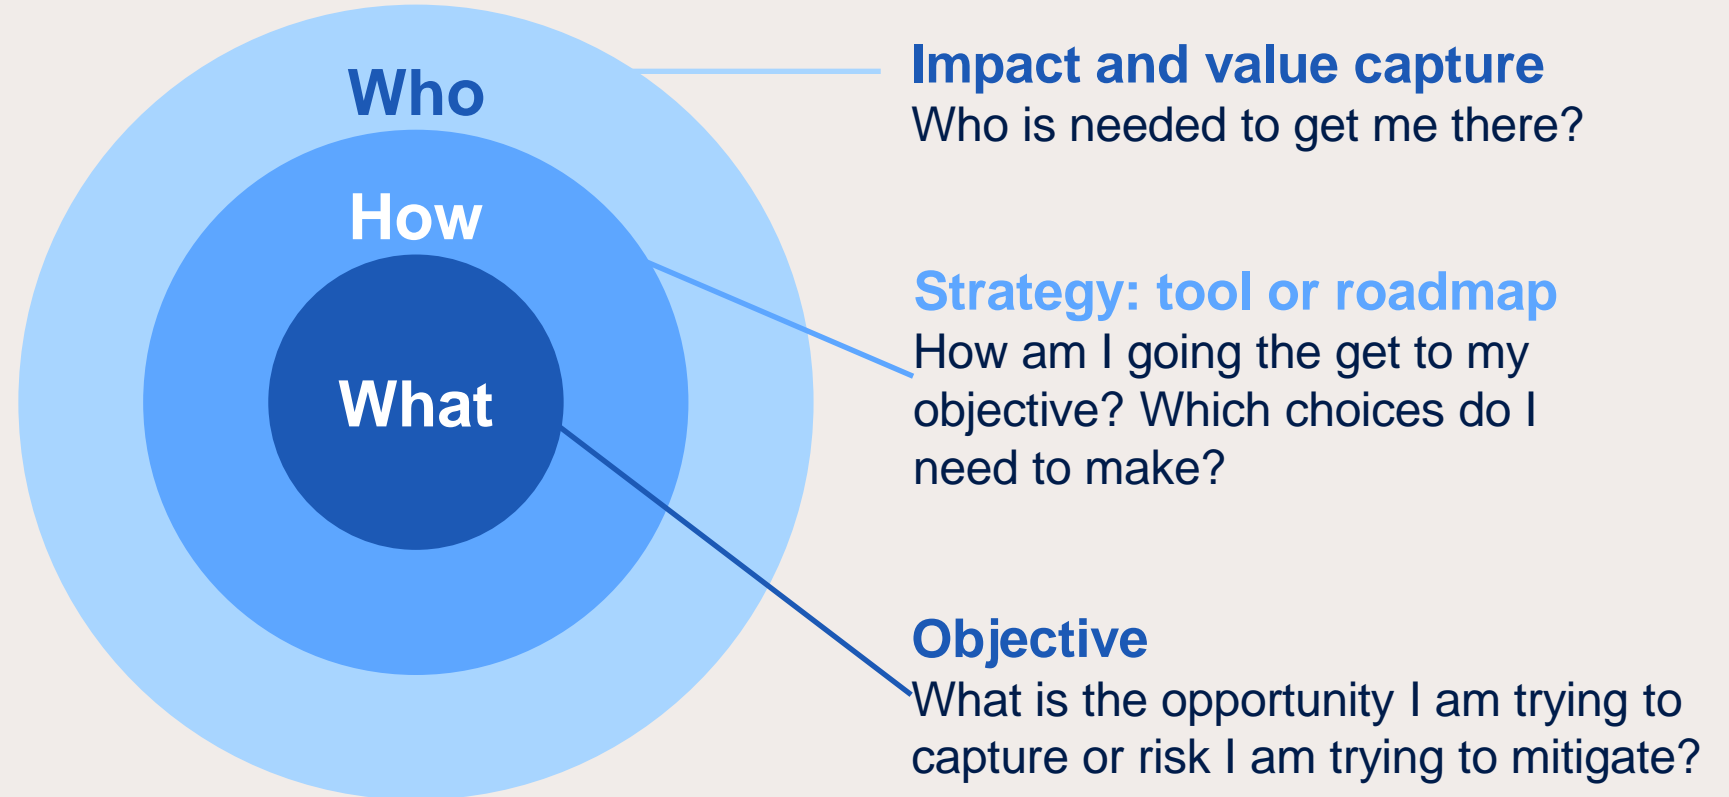 Who
How
What
Impact and value capture
Who is needed to get me there?
Strategy: tool or roadmap
How am I going the get to my
objective? Which choices do I
need to make?
Objective
What is the opportunity I am trying to
capture or risk I am trying to mitigate?